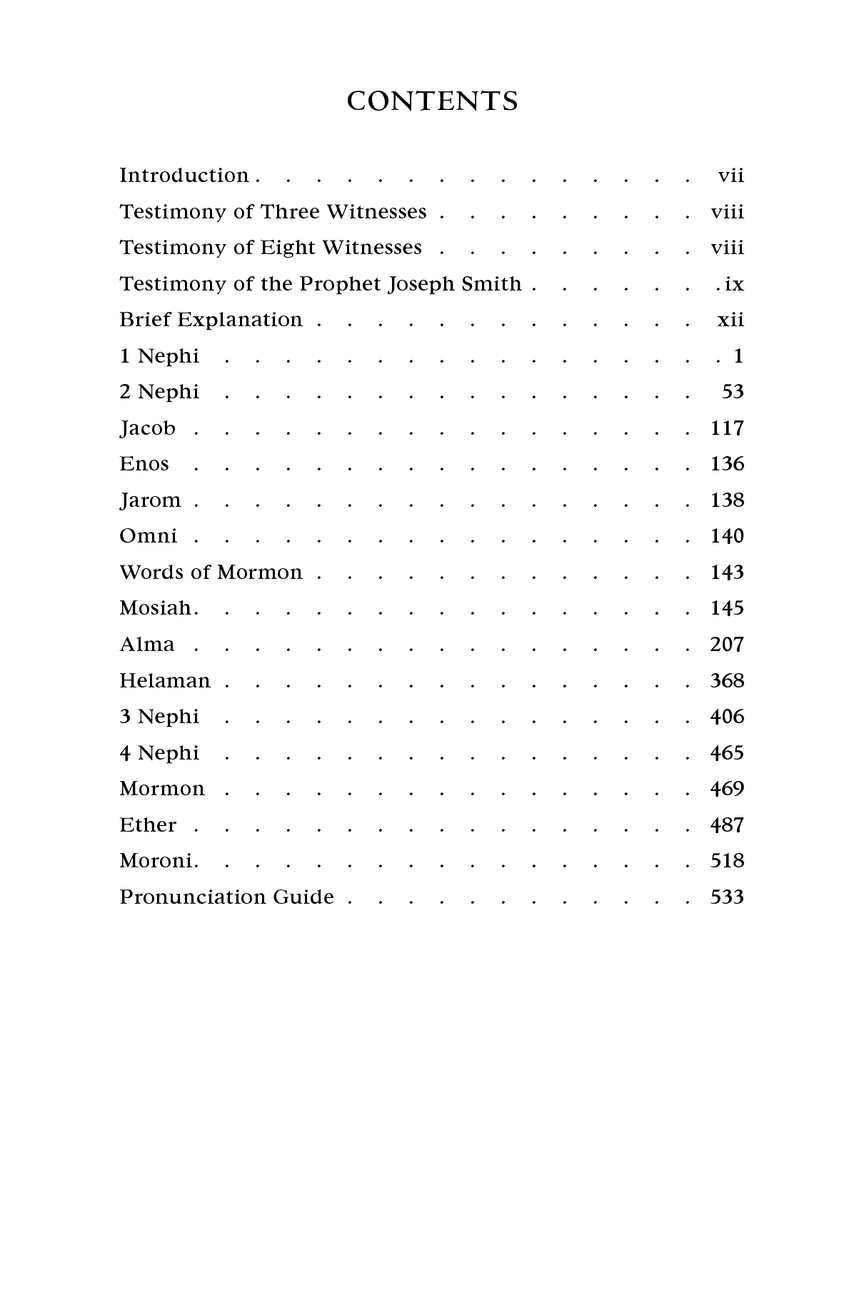 CONTENTS
Introduction . . . . . . . . . . . . . . . vii
Testimony of Three Witnesses . . . . . . . . . viii
Testimony of Eight Witnesses . . . . . . . . . viii
Testimony of the Prophet Joseph Smith . . . . . . . ix
Brief Explanation . . . . . . . . . . . . . xii
1 Nephi . . . . . . . . . . . . . . . . . 1
2 Nephi . . . . . . . . . . . . . . . . 53
Jacob . . . . . . . . . . . . . . . . . 117
Enos . . . . . . . . . . . . . . . . . 136
Jarom . . . . . . . . . . . . . . . . . 138
Omni . . . . . . . . . . . . . . . . . 140
Words of Mormon . . . . . . . . . . . . . 143
Mosiah . . . . . . . . . . . . . . . . . 145
Alma . . . . . . . . . . . . . . . . . 207
Helaman . . . . . . . . . . . . . . . . 368
3 Nephi . . . . . . . . . . . . . . . . 406
4 Nephi . . . . . . . . . . . . . . . . 465
Mormon . . . . . . . . . . . . . . . . 469
Ether . . . . . . . . . . . . . . . . . 487
Moroni . . . . . . . . . . . . . . . . . 518
Pronunciation Guide . . . . . . . . . . . . 533